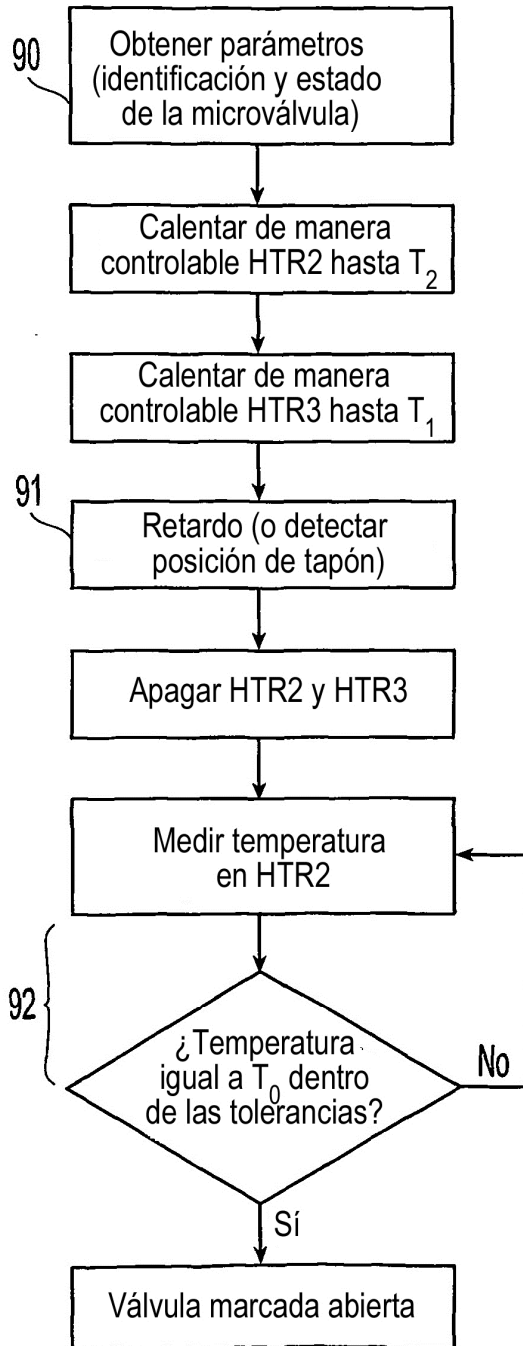 90
Obtener parámetros
(identificación y estado
de la microválvula)
Calentar de manera
controlable HTR2 hasta T2
Calentar de manera
controlable HTR3 hasta T1
91
Retardo (o detectar
posición de tapón)
Apagar HTR2 y HTR3
Medir temperatura
en HTR2
92
¿Temperatura
igual a T0 dentro
de las tolerancias?
No
Sí
Válvula marcada abierta